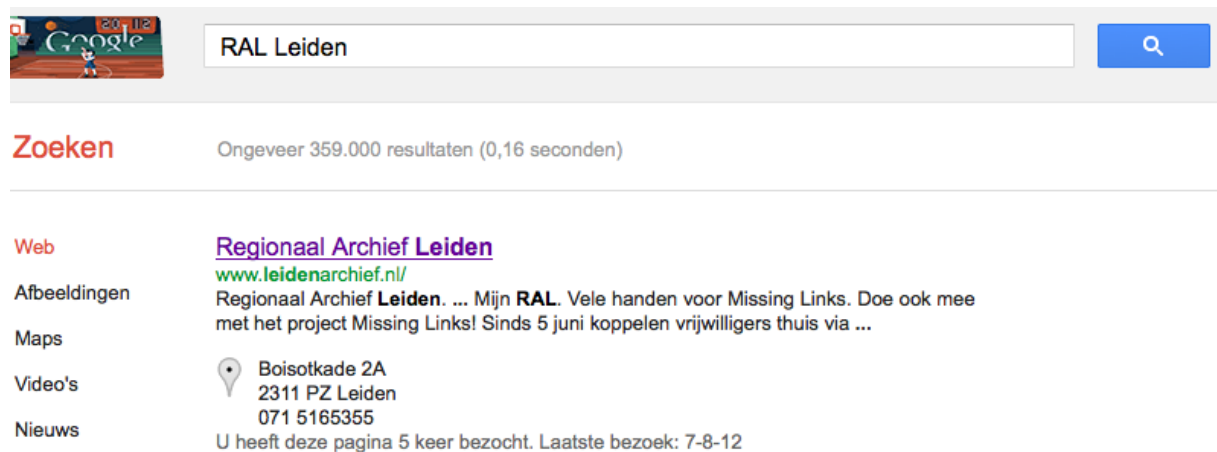 20 12
Google
RAL Leiden
Zoeken
Ongeveer 359.000 resultaten (0,16 seconden)
Web
Afbeeldingen
Maps
Video's
Nieuws
Regionaal Archief Leiden
www.leidenarchief.nl/
Regionaal Archief Leiden. ... Mijn RAL. Vele handen voor Missing Links. Doe ook mee
met het project Missing Links! Sinds 5 juni koppelen vrijwilligers thuis via ...
Boisotkade 2A
2311 PZ Leiden
071 5165355
U heeft deze pagina 5 keer bezocht. Laatste bezoek: 7-8-12